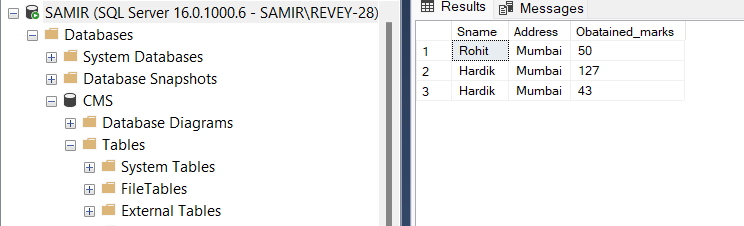 SAMIR (SQL Server 16.0.1000.6 - SAMIR\REVEY-28)
Databases
System Databases
Database Snapshots
CMS
Database Diagrams
Tables
System Tables
FileTables
External Tables
Results Messages
Sname Address Obatained_marks
1 Rohit Mumbai 50
2 Hardik Mumbai 127
3 Hardik Mumbai 43